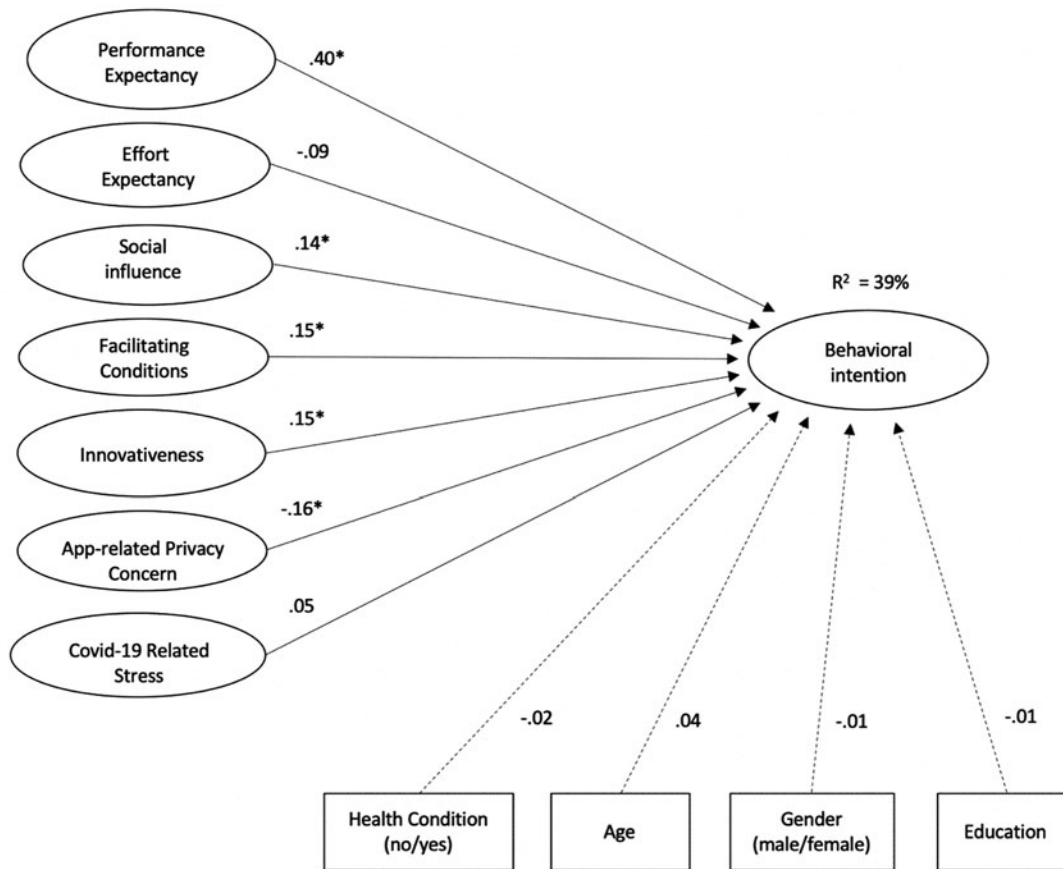 Performance
Expectancy
.40*
Effort
Expectancy
-.09
Social
influence
.14*
Facilitating
Conditions
.15*
Innovativeness
.15*
App-related Privacy
Concern
-.16*
Covid-19 Related
Stress
.05
R² = 39%
Behavioral
intention
-.02
.04
-.01
-.01
Health Condition
(no/yes)
Age
Gender
(male/female)
Education